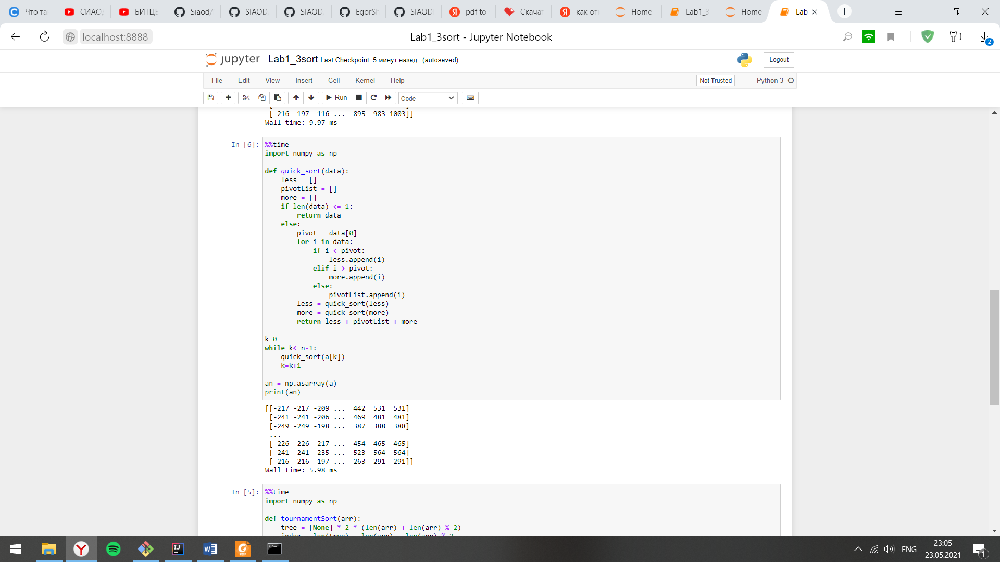 Что та
СИАО
БИТЦЕ
Siaod/
SIAOD
SIAOD
EgorSh
SIAOD
pdf to
Скачат
как от
Home
Lab1_3
Home
Lab
localhost:8888
Lab1_3sort - Jupyter Notebook
2
jupyter Lab1_3sort Last Checkpoint: 5 минут назад (autosaved)
Logout
File Edit View Insert Cell Kernel Help
Not Trusted
Python 3
Run
Code
[-216 -197 -116 ... 895 983 1003]]
Wall time: 9.97 ms
In [6]:
%%time
import numpy as np
def quick_sort(data):
    less = []
    pivotList = []
    more = []
    if len(data) <= 1:
        return data
    else:
        pivot = data[0]
        for i in data:
            if i < pivot:
                less.append(i)
            elif i > pivot:
                more.append(i)
            else:
                pivotList.append(i)
        less = quick_sort(less)
        more = quick_sort(more)
        return less + pivotList + more
k=0
while k<=n-1:
    quick_sort(a[k])
    k=k+1
an = np.asarray(a)
print(an)
[[-217 -217 -209 ... 442 531 531]
 [-241 -241 -206 ... 469 481 481]
 [-249 -249 -198 ... 387 388 388]
 ...
 [-226 -226 -217 ... 454 465 465]
 [-241 -241 -235 ... 523 564 564]
 [-216 -216 -197 ... 263 291 291]]
Wall time: 5.98 ms
In [5]:
%%time
import numpy as np
def tournamentSort(arr):
    tree = [None] * 2 * (len(arr) + len(arr) % 2)
ENG
23:05
23.05.2021
1